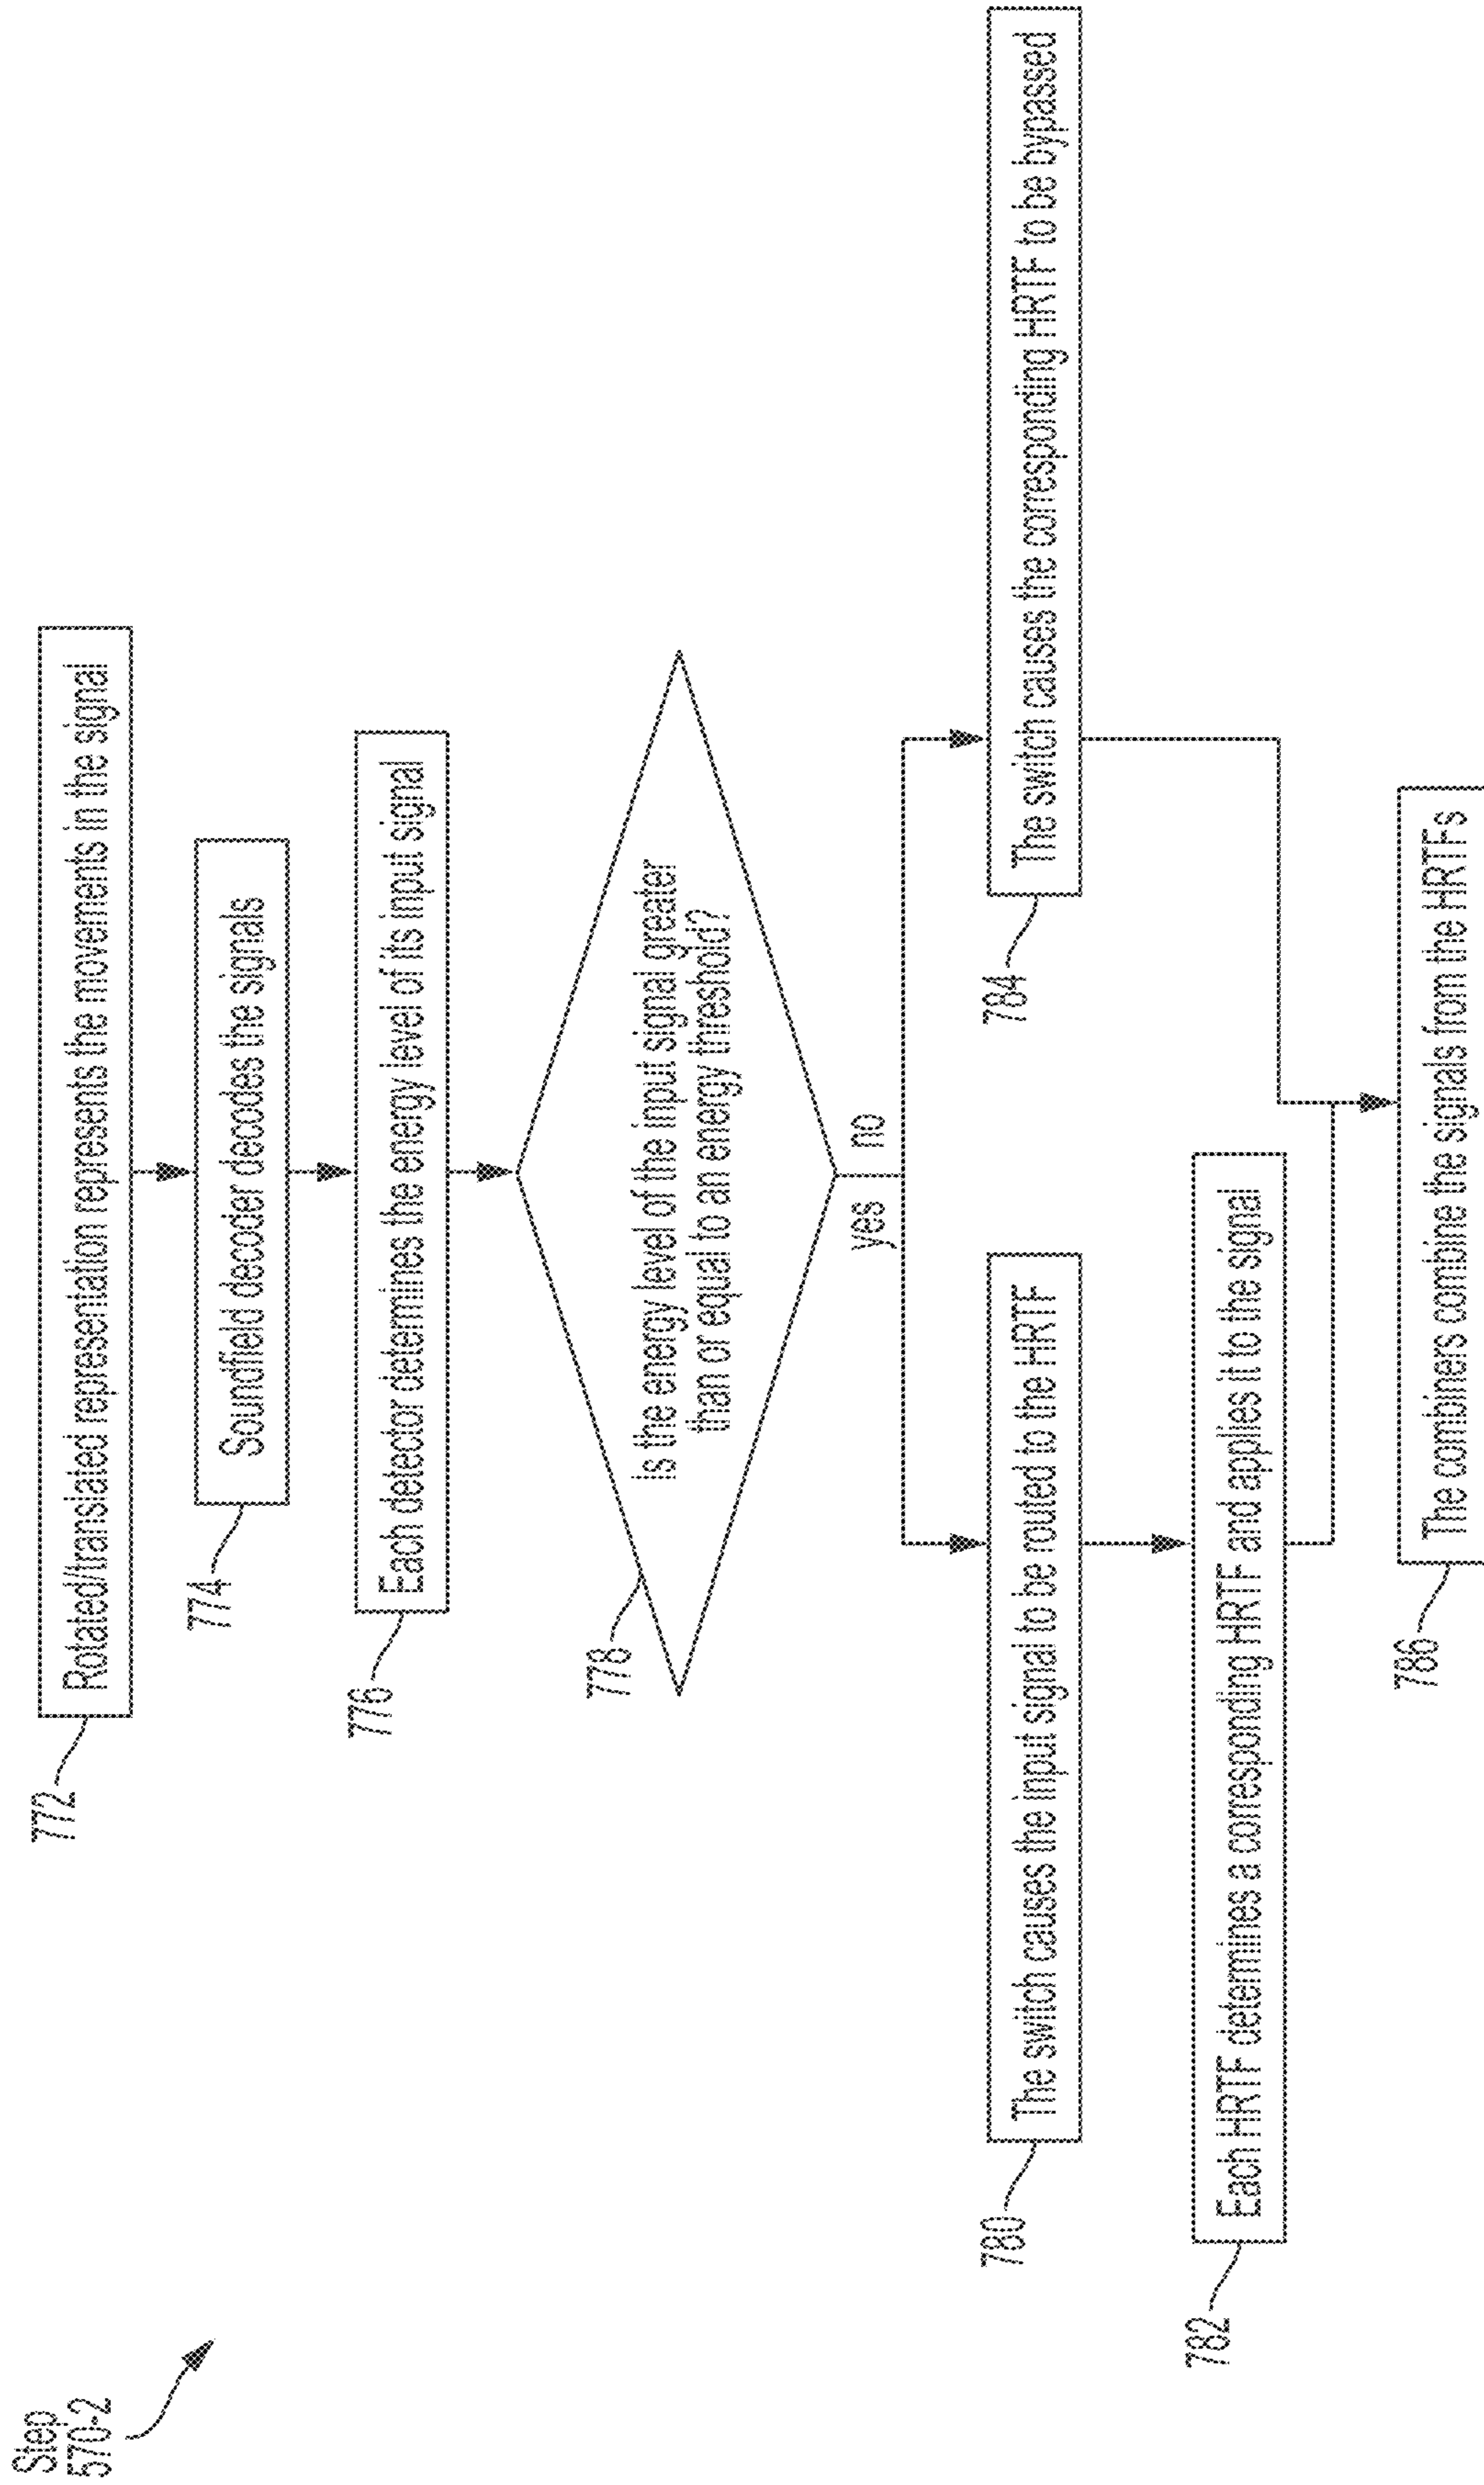 Step
570-2
772
Rotated/translated representation represents the movements in the signal
774
Soundfield decoder decodes the signals
776
Each detector determines the energy level of its input signal
778
Is the energy level of the input signal greater
than or equal to an energy threshold?
yes
no
780
The switch causes the input signal to be routed to the HRTF
784
The switch causes the corresponding HRTF to be bypassed
782
Each HRTF determines a corresponding HRTF and applies it to the signal
786
The combiners combine the signals from the HRTFs